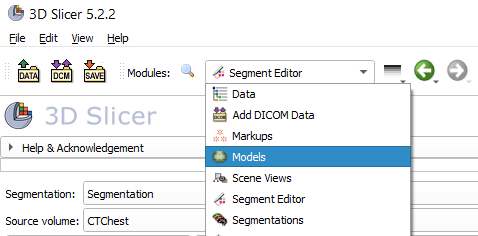 3D Slicer 5.2.2
File Edit View Help
DATA DCM SAVE Modules: Segment Editor
Data
3D Slicer
Add DICOM Data
Markups
Help & Acknowledgement
Models
Scene Views
Segmentation: Segmentation
Segment Editor
Source volume: CTChest
Segmentations